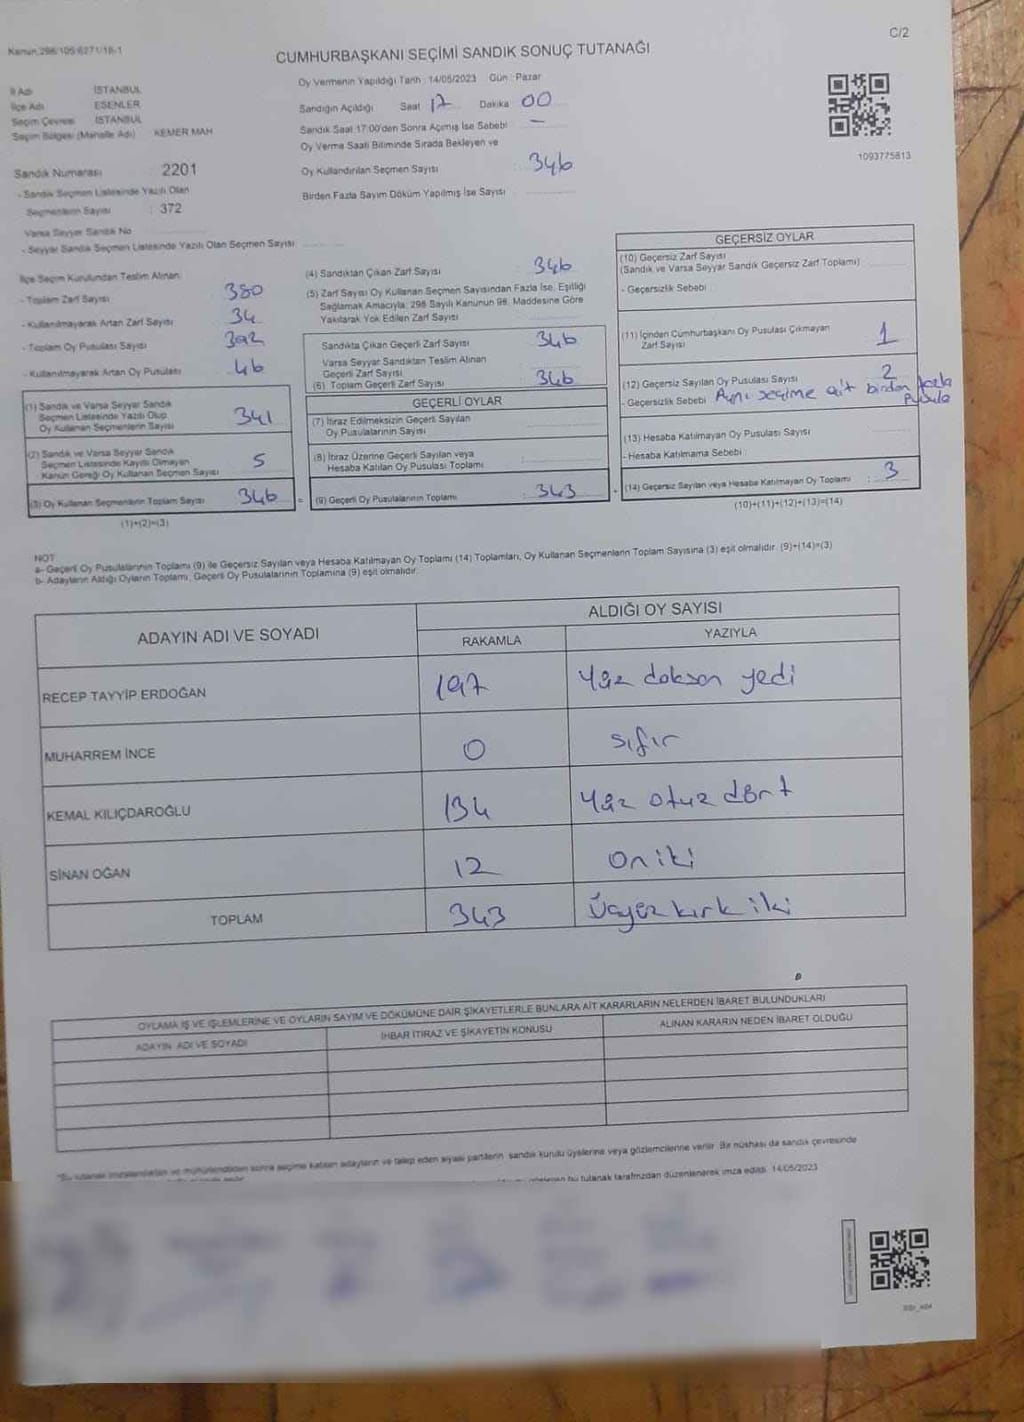 C/2
Kanun:298/105 6271/18-1
CUMHURBAŞKANI SEÇİMİ SANDIK SONUÇ TUTANAĞI
Oy Vermenin Yapıldığı Tarih : 14/05/2023 Gün : Pazar
İl Adı İSTANBUL
İlçe Adı ESENLER
Seçim Çevresi İSTANBUL
Seçim Bölgesi (Mahalle Adı) KEMER MAH
Sandığın Açıldığı Saat 17 Dakika 00
Sandık Saat 17:00'den Sonra Açımış İse Sebebi : -
Oy Verme Saati Bitiminde Sırada Bekleyen ve
Oy Kullandırılan Seçmen Sayısı : 346
Birden Fazla Sayım Döküm Yapılmış İse Sayısı
1093775813
Sandık Numarası 2201
- Sandık Seçmen Listesinde Yazılı Olan
Seçmenlerin Sayısı : 372
Varsa Seyyar Sandık No
- Seyyar Sandık Seçmen Listesinde Yazılı Olan Seçmen Sayısı
İlçe Seçim Kurulundan Teslim Alınan
- Toplam Zarf Sayısı 380
- Kullanılmayarak Artan Zarf Sayısı 34
- Toplam Oy Pusulası Sayısı 392
- Kullanılmayarak Artan Oy Pusulası 46
(1) Sandık ve Varsa Seyyar Sandık
Seçmen Listesinde Yazılı Olup
Oy Kullanan Seçmenlerin Sayısı 341
(2) Sandık ve Varsa Seyyar Sandık
Seçmen Listesinde Kayıtlı Olmayan
Kanun Gereği Oy Kullanan Seçmen Sayısı 5
(3) Oy Kullanan Seçmenlerin Toplam Sayısı 346 =
(1)+(2)=(3)
(4) Sandıktan Çıkan Zarf Sayısı 346
(5) Zarf Sayısı Oy Kullanan Seçmen Sayısından Fazla İse, Eşitliği
Sağlamak Amacıyla; 298 Sayılı Kanunun 98. Maddesine Göre
Yakılarak Yok Edilen Zarf Sayısı
Sandıkta Çıkan Geçerli Zarf Sayısı 346
Varsa Seyyar Sandıktan Teslim Alınan
Geçerli Zarf Sayısı
(6) Toplam Geçerli Zarf Sayısı 346
GEÇERLİ OYLAR
(7) İtiraz Edilmeksizin Geçerli Sayılan
Oy Pusulalarının Sayısı
(8) İtiraz Üzerine Geçerli Sayılan veya
Hesaba Katılan Oy Pusulası Toplamı
(9) Geçerli Oy Pusulalarının Toplamı : 343
GEÇERSİZ OYLAR
(10) Geçersiz Zarf Sayısı
(Sandık ve Varsa Seyyar Sandık Geçersiz Zarf Toplamı)
- Geçersizlik Sebebi :
(11) İçinden Cumhurbaşkanı Oy Pusulası Çıkmayan
Zarf Sayısı 1
(12) Geçersiz Sayılan Oy Pusulası Sayısı 2
- Geçersizlik Sebebi : Aynı seçime ait birden fazla
pusula
(13) Hesaba Katılmayan Oy Pusulası Sayısı
- Hesaba Katılmama Sebebi :
(14) Geçersiz Sayılan veya Hesaba Katılmayan Oy Toplamı : 3
(10)+(11)+(12)+(13)=(14)
NOT
a- Geçerli Oy Pusulalarının Toplamı (9) ile Geçersiz Sayılan veya Hesaba Katılmayan Oy Toplamı (14) Toplamları, Oy Kullanan Seçmenlerin Toplam Sayısına (3) eşit olmalıdır. (9)+(14)=(3)
b- Adayların Aldığı Oyların Toplamı; Geçerli Oy Pusulalarının Toplamına (9) eşit olmalıdır.
ADAYIN ADI VE SOYADI
ALDIĞI OY SAYISI
RAKAMLA YAZIYLA
RECEP TAYYİP ERDOĞAN 197 Yüz doksan yedi
MUHARREM İNCE 0 sıfır
KEMAL KILIÇDAROĞLU 134 Yüz otuz dört
SİNAN OĞAN 12 on iki
TOPLAM 343 Üçyüz kırk iki
OYLAMA İŞ VE İŞLEMLERİNE VE OYLARIN SAYIM VE DÖKÜMÜNE DAİR ŞİKAYETLERLE BUNLARA AİT KARARLARIN NELERDEN İBARET BULUNDUKLARI
ADAYIN ADI VE SOYADI İHBAR İTİRAZ VE ŞİKAYETİN KONUSU ALINAN KARARIN NEDEN İBARET OLDUĞU
*Bu tutanak imzalandıktan ve mühürlendikten sonra seçime katılan adayların ve talep eden siyasi partilerin sandık kurulu üyelerine veya gözlemcilerine verilir. Bir nüshası da sandık çevresinde
bu tutanak tarafımızdan düzenlenerek imza edildi. 14/05/2023